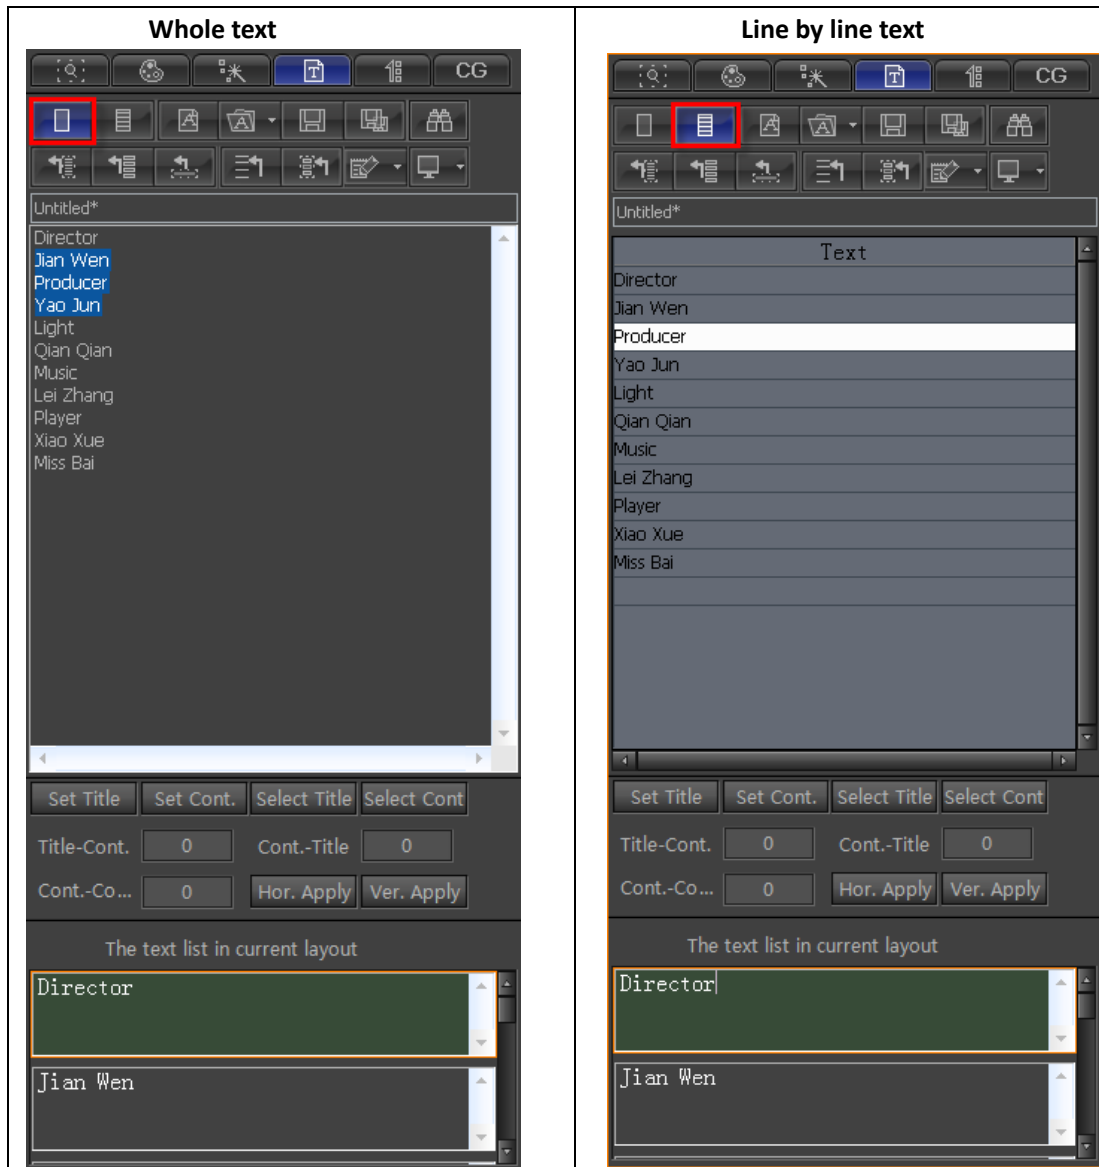 Whole text
CG
Untitled*
Director
Jian Wen
Producer
Yao Jun
Light
Qian Qian
Music
Lei Zhang
Player
Xiao Xue
Miss Bai
Set Title Set Cont. Select Title Select Cont
Title-Cont. 0 Cont.-Title 0
Cont.-Co... 0 Hor. Apply Ver. Apply
The text list in current layout
Director
Jian Wen
Line by line text
CG
Untitled*
Text
Director
Jian Wen
Producer
Yao Jun
Light
Qian Qian
Music
Lei Zhang
Player
Xiao Xue
Miss Bai
Set Title Set Cont. Select Title Select Cont
Title-Cont. 0 Cont.-Title 0
Cont.-Co... 0 Hor. Apply Ver. Apply
The text list in current layout
Director
Jian Wen